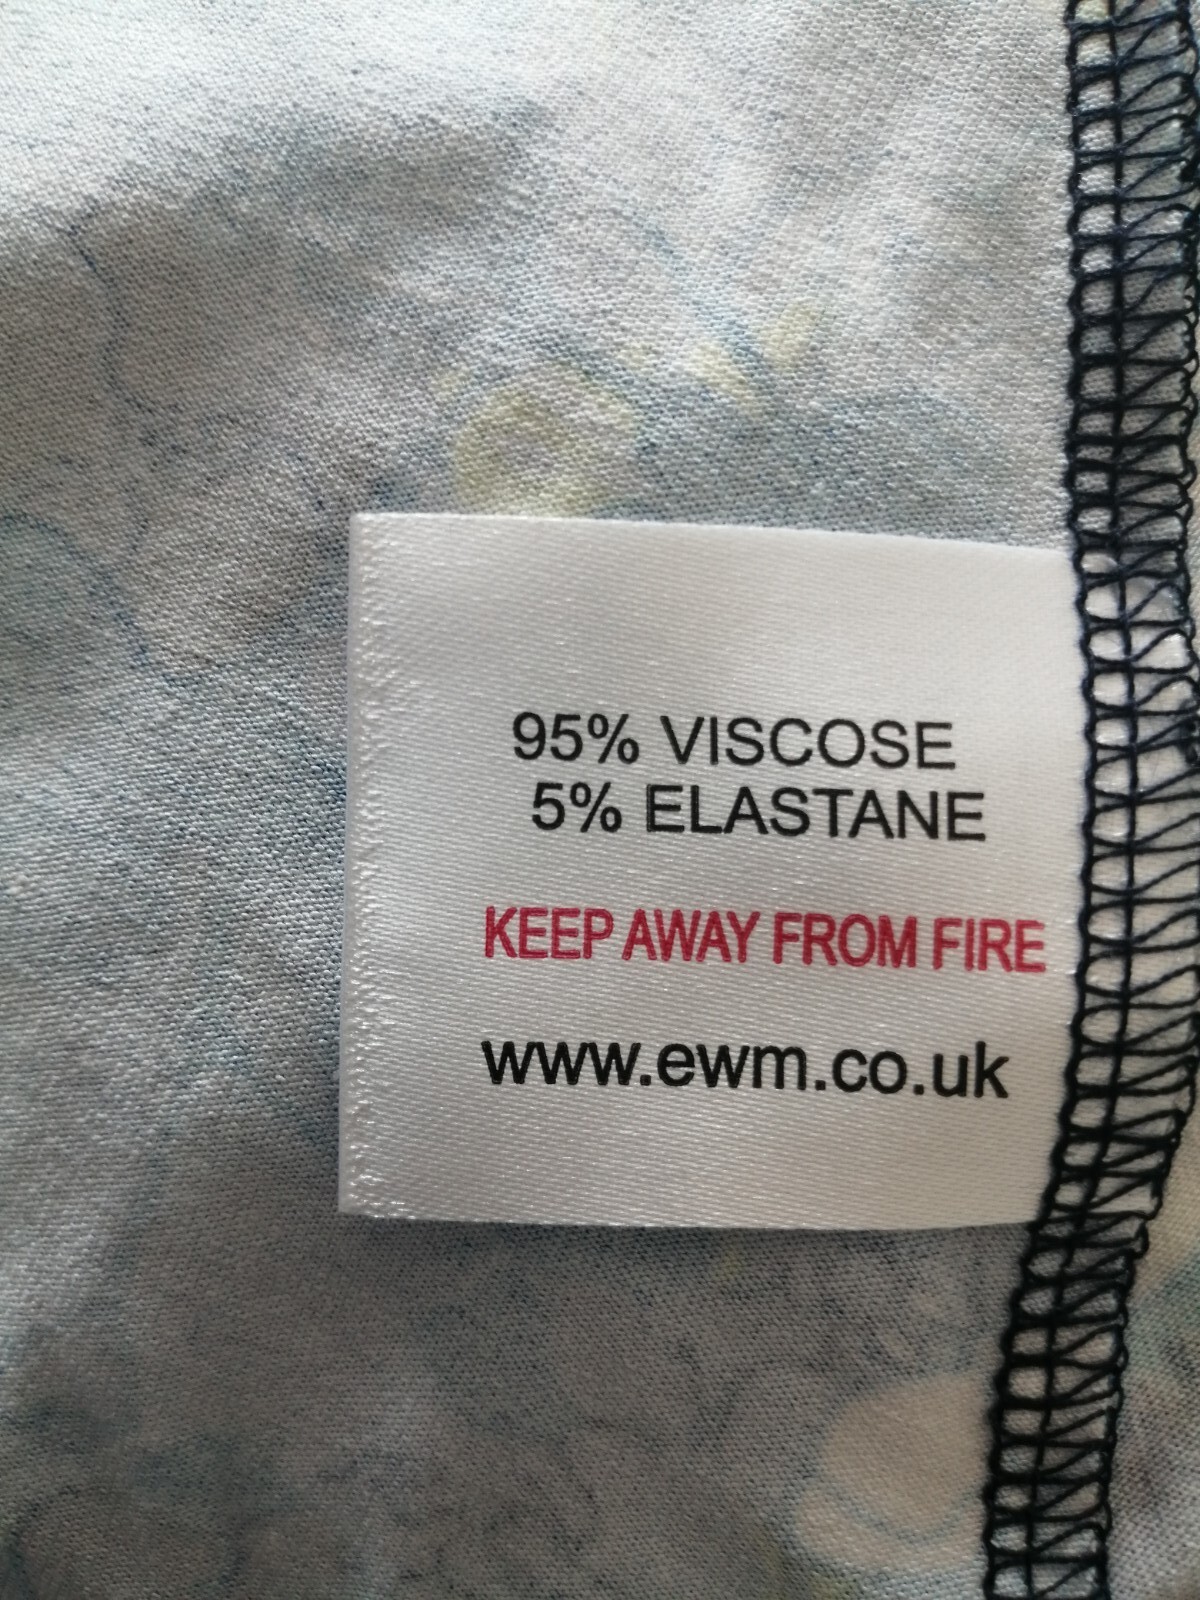 95% VISCOSE
5% ELASTANE
KEEP AWAY FROM FIRE
www.ewm.co.uk